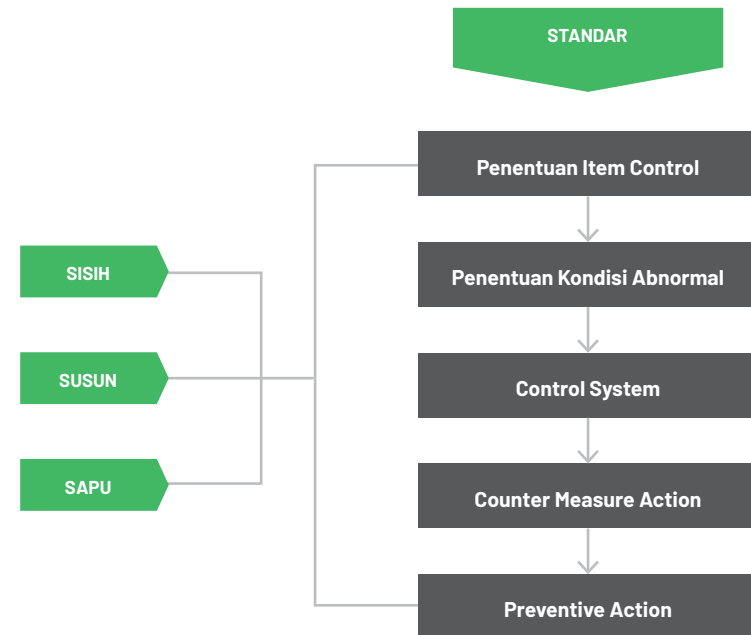 STANDAR
Penentuan Item Control
Penentuan Kondisi Abnormal
SISIH
SUSUN
Control System
SAPU
Counter Measure Action
Preventive Action